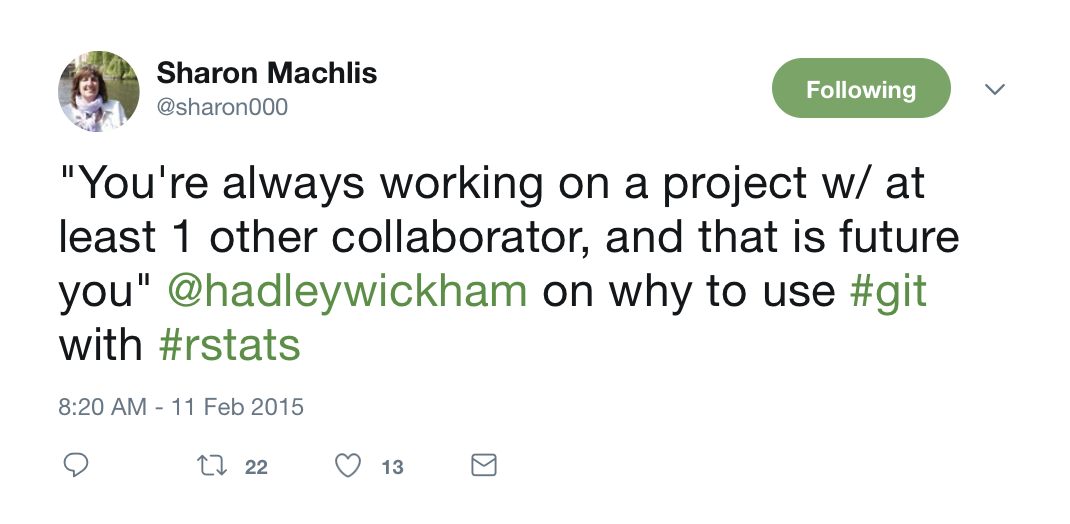 Sharon Machlis
@sharon000
Following
"You're always working on a project w/ at
least 1 other collaborator, and that is future
you" @hadleywickham on why to use #git
with #rstats
8:20 AM - 11 Feb 2015
22
13